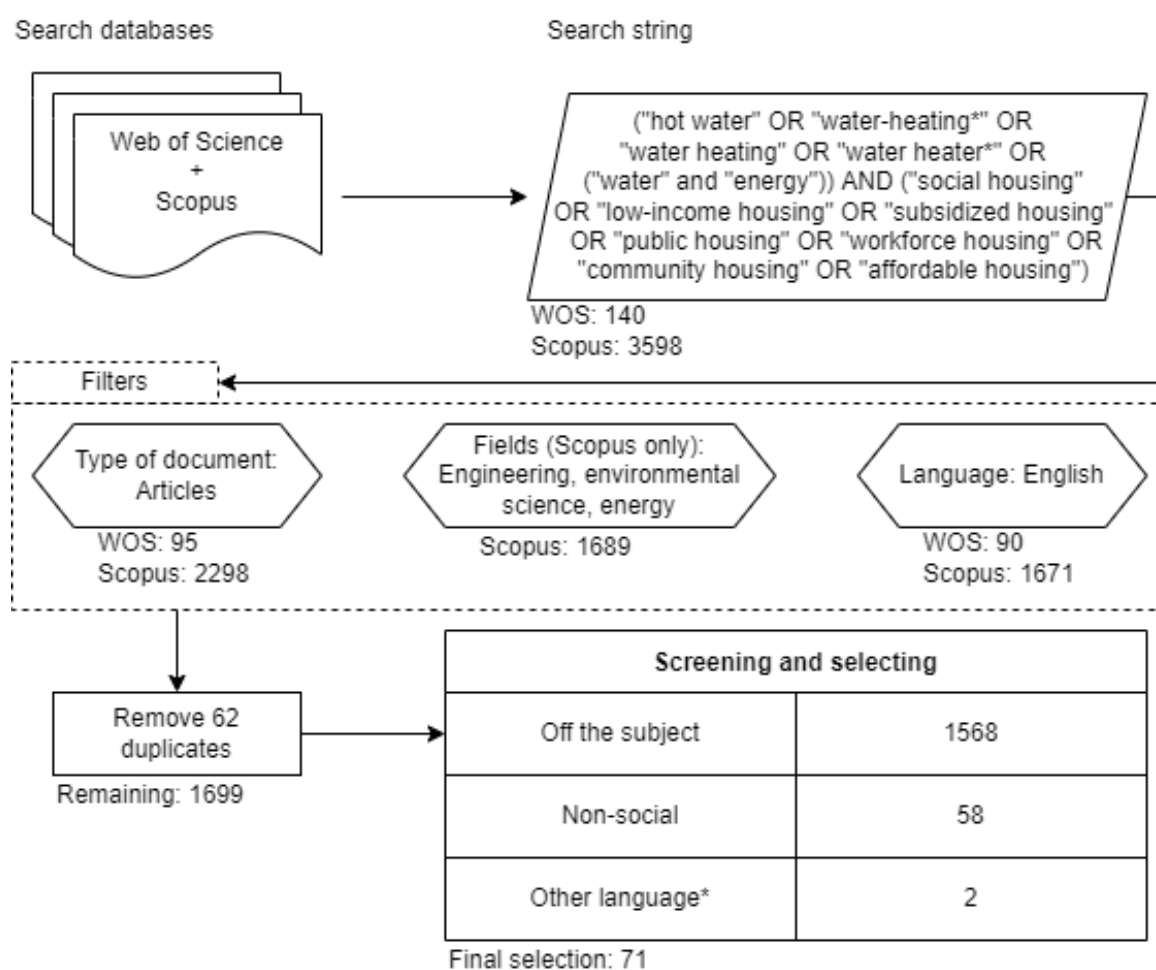 Search databases
Search string
Web of Science
+
Scopus
("hot water" OR "water-heating*" OR
"water heating" OR "water heater*" OR
("water" and "energy")) AND ("social housing"
OR "low-income housing" OR "subsidized housing"
OR "public housing" OR "workforce housing" OR
"community housing" OR "affordable housing")
WOS: 140
Scopus: 3598
Filters
Type of document:
Articles
WOS: 95
Scopus: 2298
Fields (Scopus only):
Engineering, environmental
science, energy
Scopus: 1689
Language: English
WOS: 90
Scopus: 1671
Remove 62
duplicates
Remaining: 1699
Screening and selecting
Off the subject 1568
Non-social 58
Other language* 2
Final selection: 71